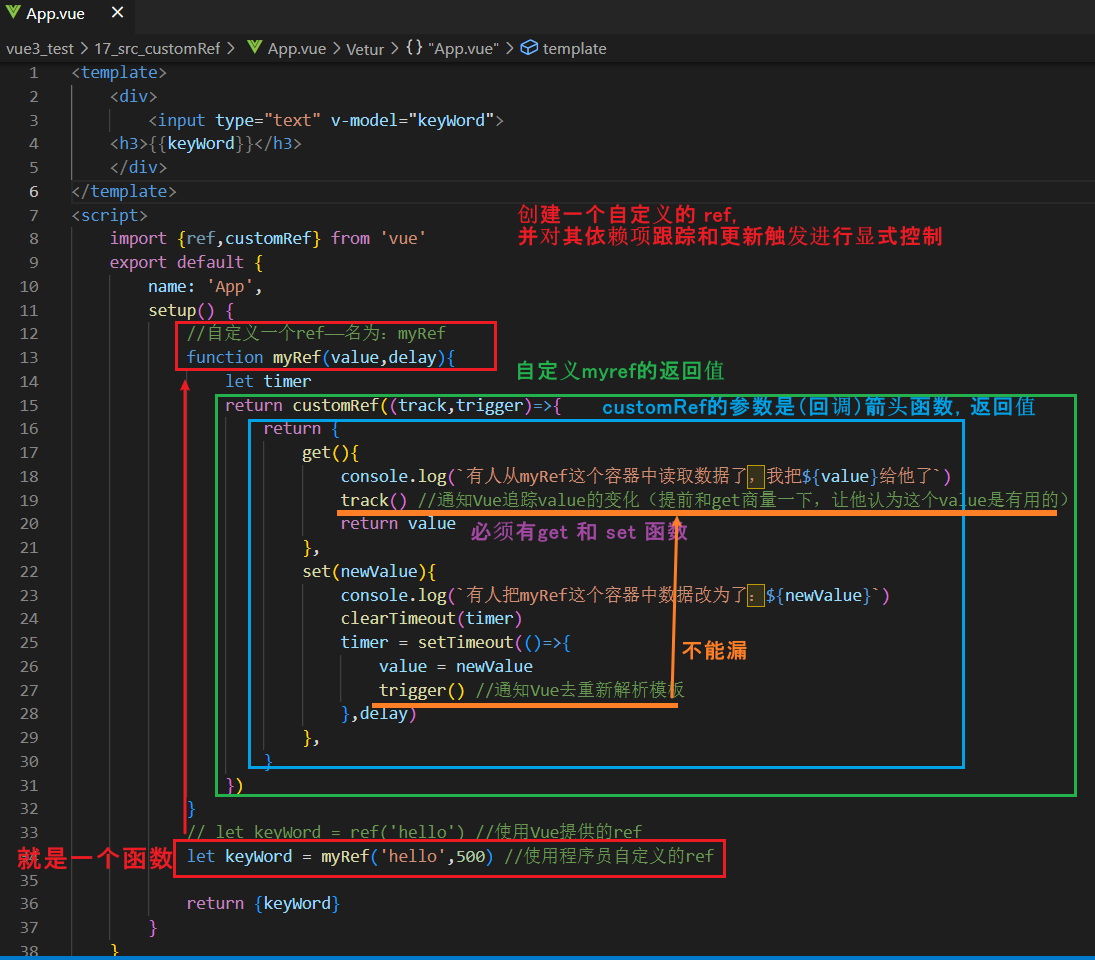 App.vue ×
vue3_test > 17_src_customRef > App.vue > Vetur > {} "App.vue" > template
1 <template>
2 <div>
3 <input type="text" v-model="keyWord">
4 <h3>{{keyWord}}</h3>
5 </div>
6 </template>
7 <script>
创建一个自定义的 ref,
8 import {ref,customRef} from 'vue'
并对其依赖项跟踪和更新触发进行显式控制
9 export default {
10 name: 'App',
11 setup() {
12 //自定义一个ref——名为：myRef
13 function myRef(value,delay){
自定义myref的返回值
14 let timer
15 return customRef((track,trigger)=>{
customRef的参数是(回调)箭头函数, 返回值
16 return {
17 get(){
18 console.log(`有人从myRef这个容器中读取数据了，我把${value}给他了`)
19 track() //通知Vue追踪value的变化（提前和get商量一下，让他认为这个value是有用的）
20 return value
必须有get 和 set 函数
21 },
22 set(newValue){
23 console.log(`有人把myRef这个容器中数据改为了：${newValue}`)
24 clearTimeout(timer)
25 timer = setTimeout(()=>{
不能漏
26 value = newValue
27 trigger() //通知Vue去重新解析模板
28 },delay)
29 },
30 }
31 })
32 }
33 // let keyWord = ref('hello') //使用Vue提供的ref
就是一个函数
let keyWord = myRef('hello',500) //使用程序员自定义的ref
35
36 return {keyWord}
37 }
38 }